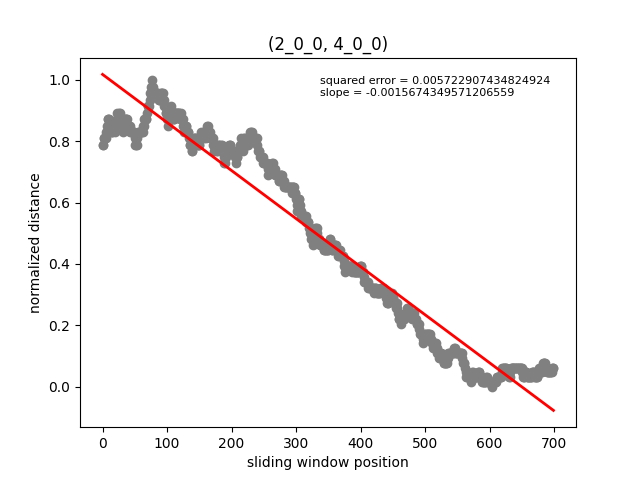 (2_0_0, 4_0_0)
squared error = 0.005722907434824924
slope = -0.0015674349571206559
normalized distance
1.0
0.8
0.6
0.4
0.2
0.0
0 100 200 300 400 500 600 700
sliding window position